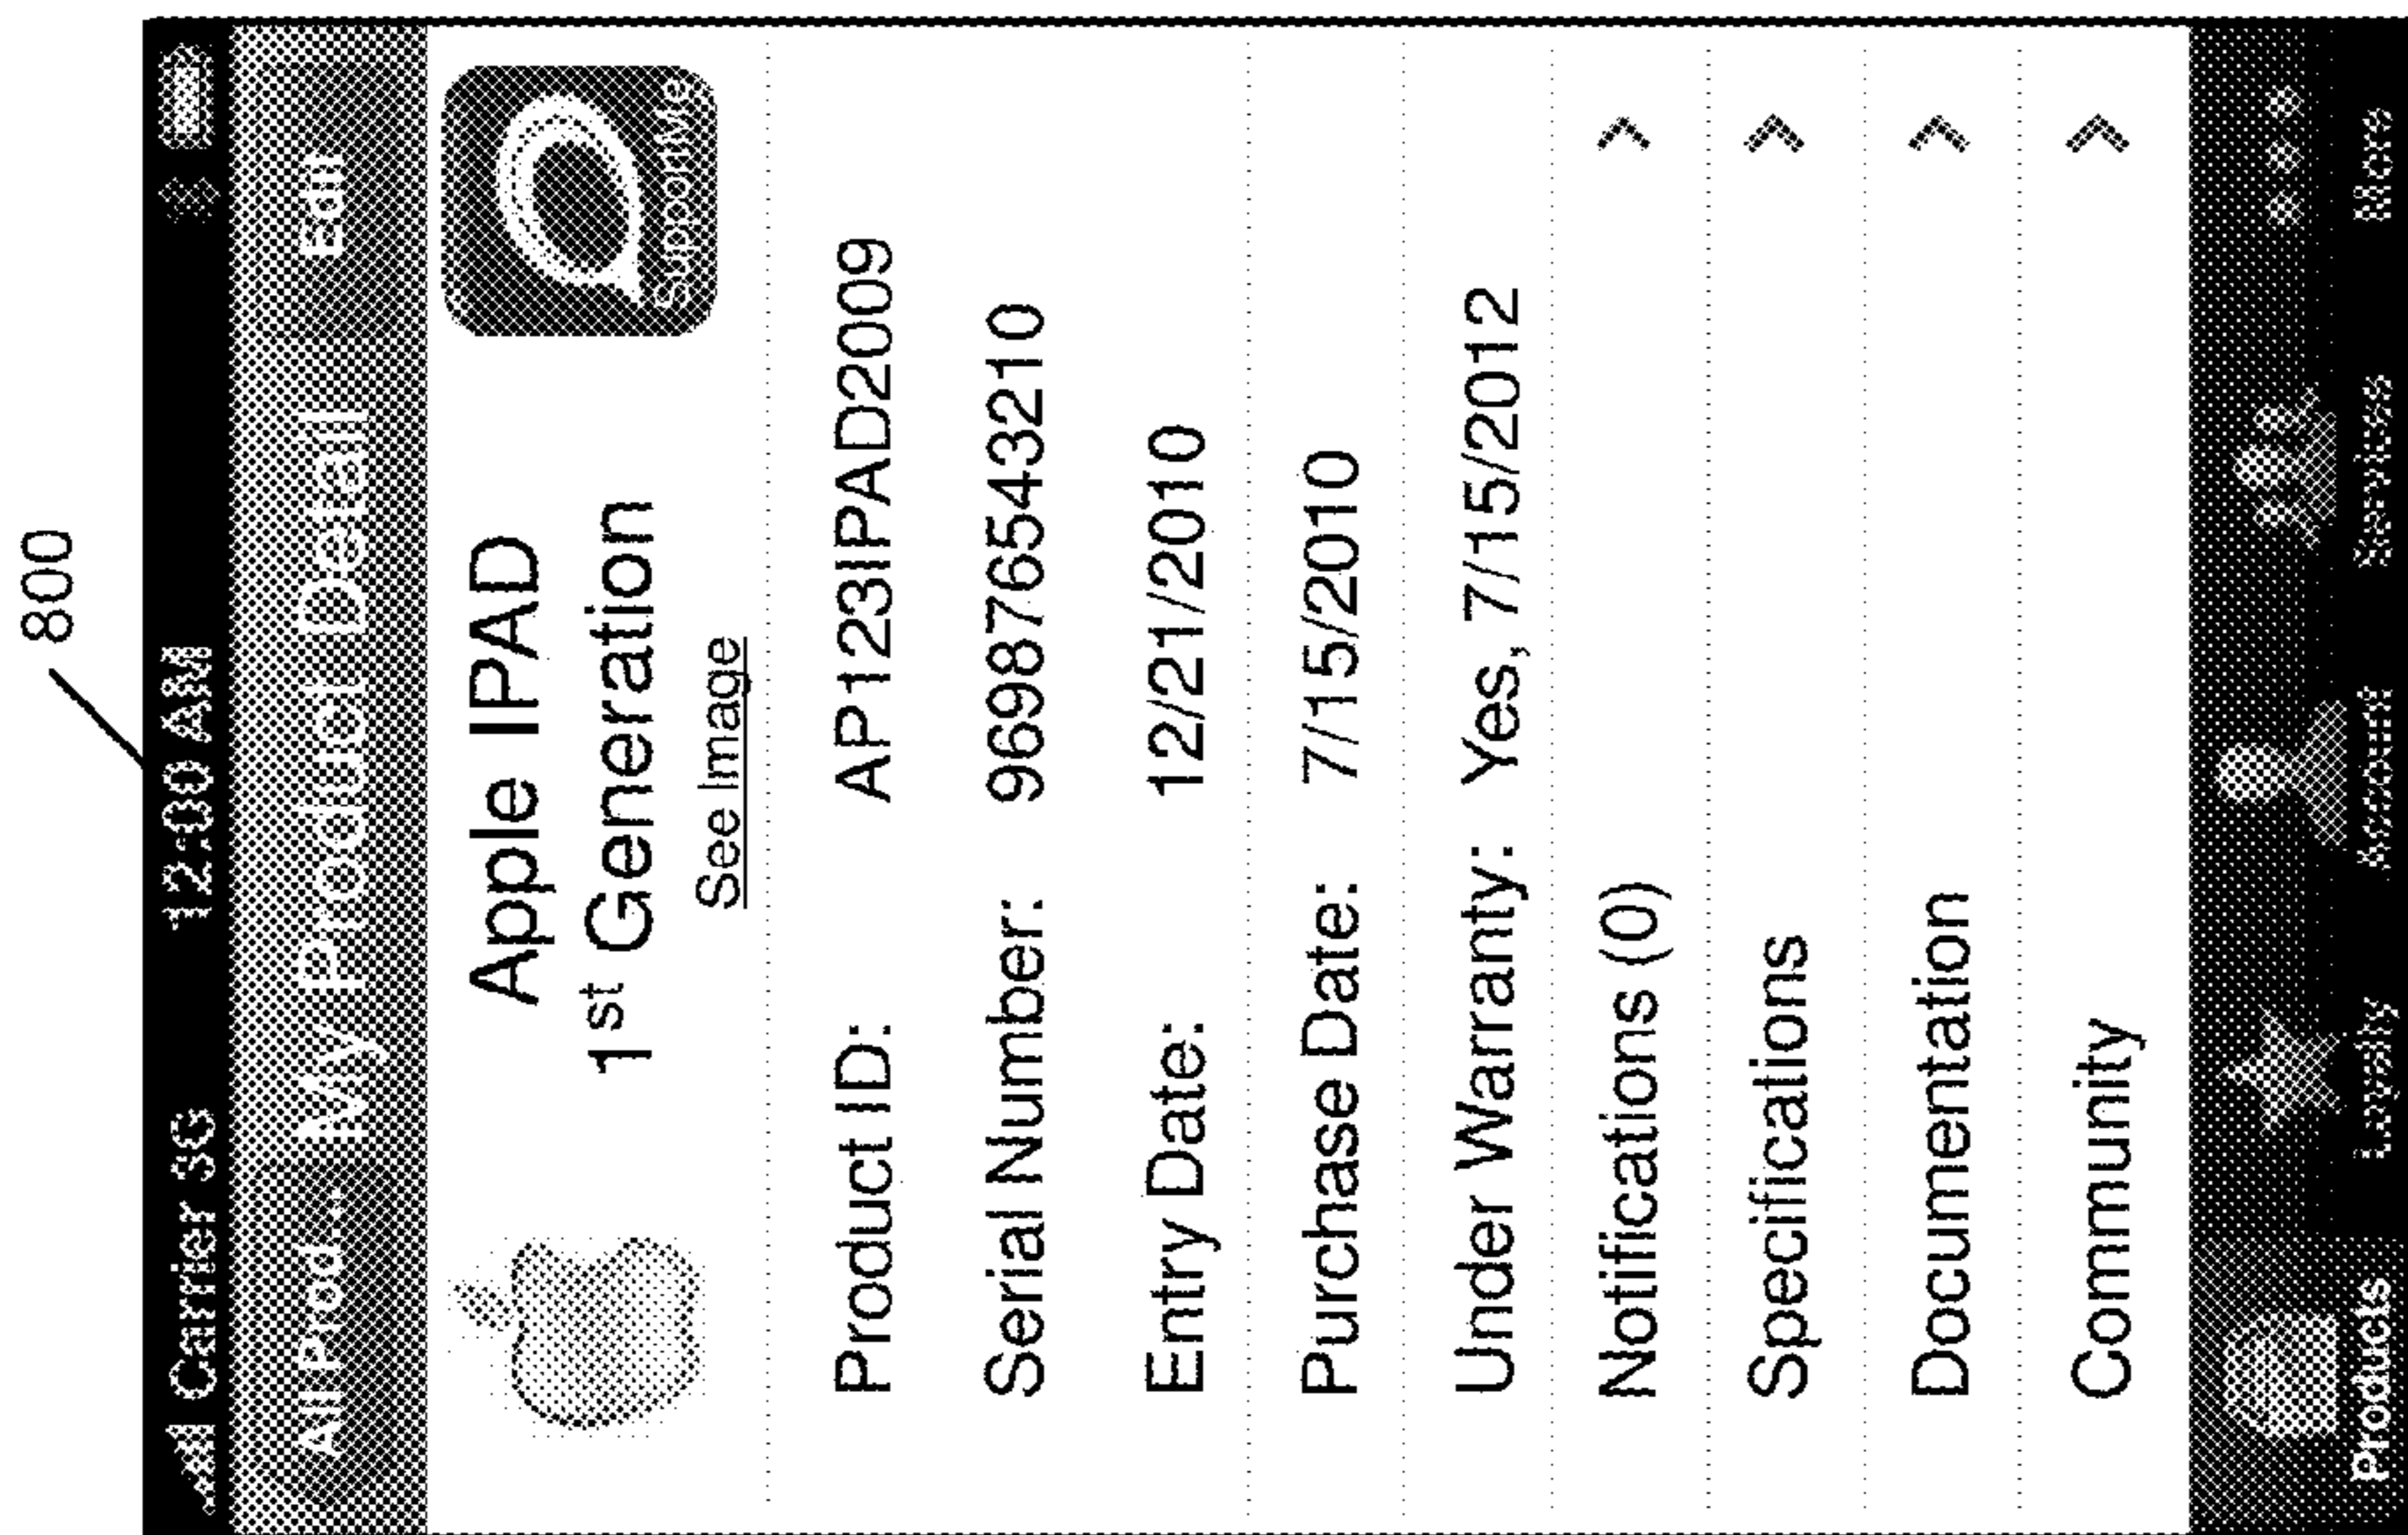 800
Carrier 3G 12:00 AM
All Prod... My Product Detail Edit
Apple IPAD
1st Generation
See Image
SupportMe
Product ID: AP123IPAD2009
Serial Number: 969876543210
Entry Date: 12/21/2010
Purchase Date: 7/15/2010
Under Warranty: Yes, 7/15/2012
Notifications (0) >
Specifications >
Documentation >
Community >
Products Loyalty Account Services More